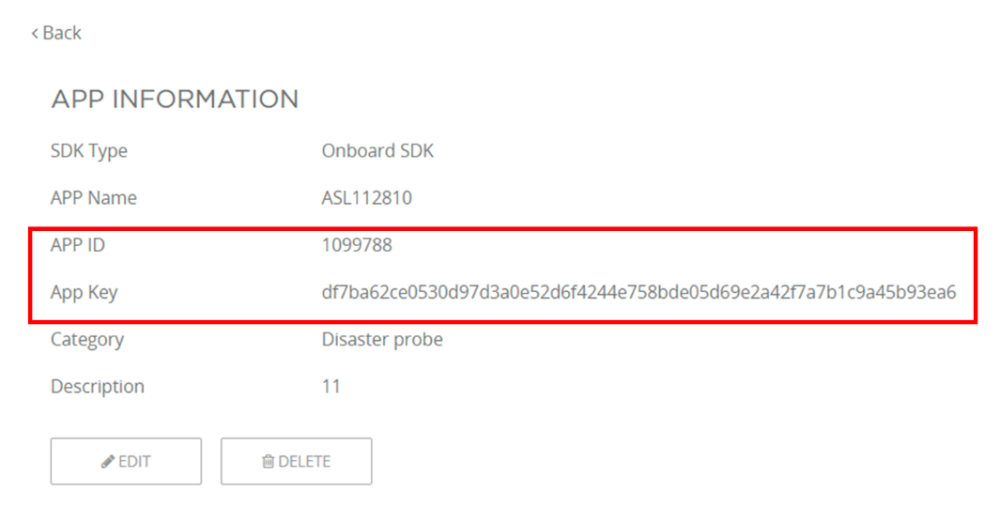 < Back
APP INFORMATION
SDK Type Onboard SDK
APP Name ASL112810
APP ID 1099788
App Key df7ba62ce0530d97d3a0e52d6f4244e758bde05d69e2a42f7a7b1c9a45b93ea6
Category Disaster probe
Description 11
EDIT DELETE